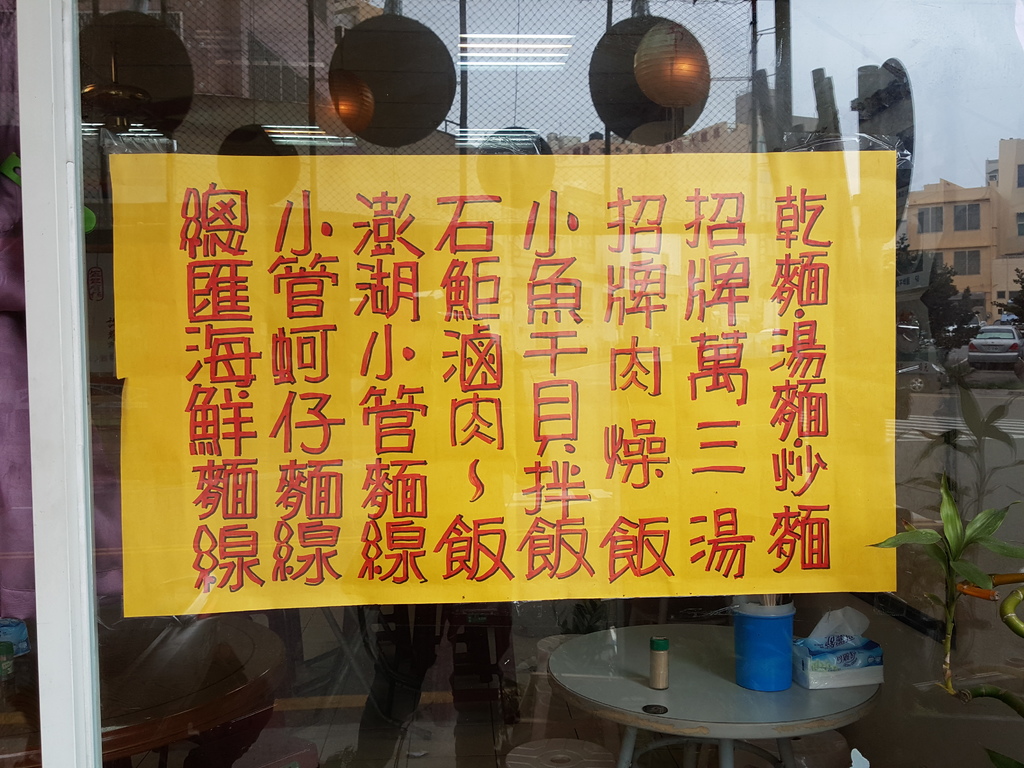 乾麵．湯麵．炒麵
招牌萬三湯
招牌肉燥飯
小魚干貝拌飯
石鮔滷肉～飯
澎湖小管麵線
小管蚵仔麵線
總匯海鮮麵線